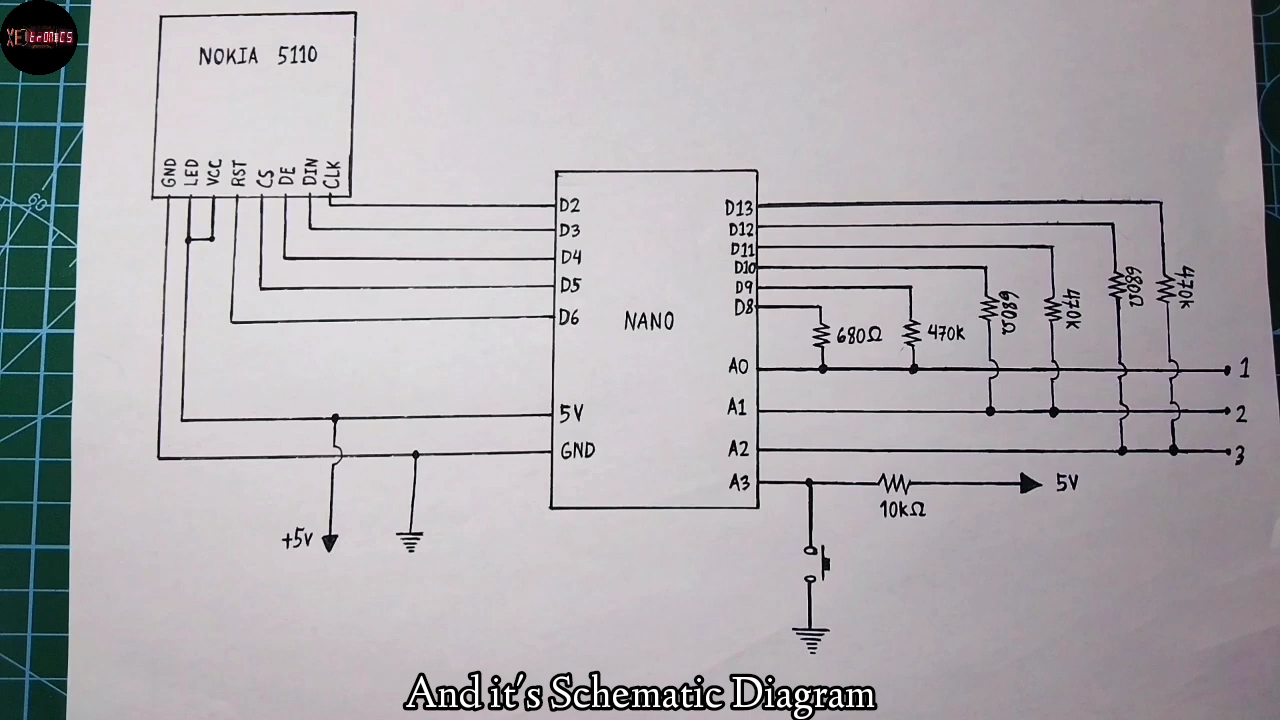 XEtronics
NOKIA 5110
GND LED VCC RST CS DE DIN CLK
D2
D3
D4
D5
D6
5V
GND
NANO
D13
D12
D11
D10
D9
D8
A0
A1
A2
A3
680Ω
470k
680Ω
470k
680Ω
470k
1
2
3
10kΩ
5V
+5v
And it's Schematic Diagram